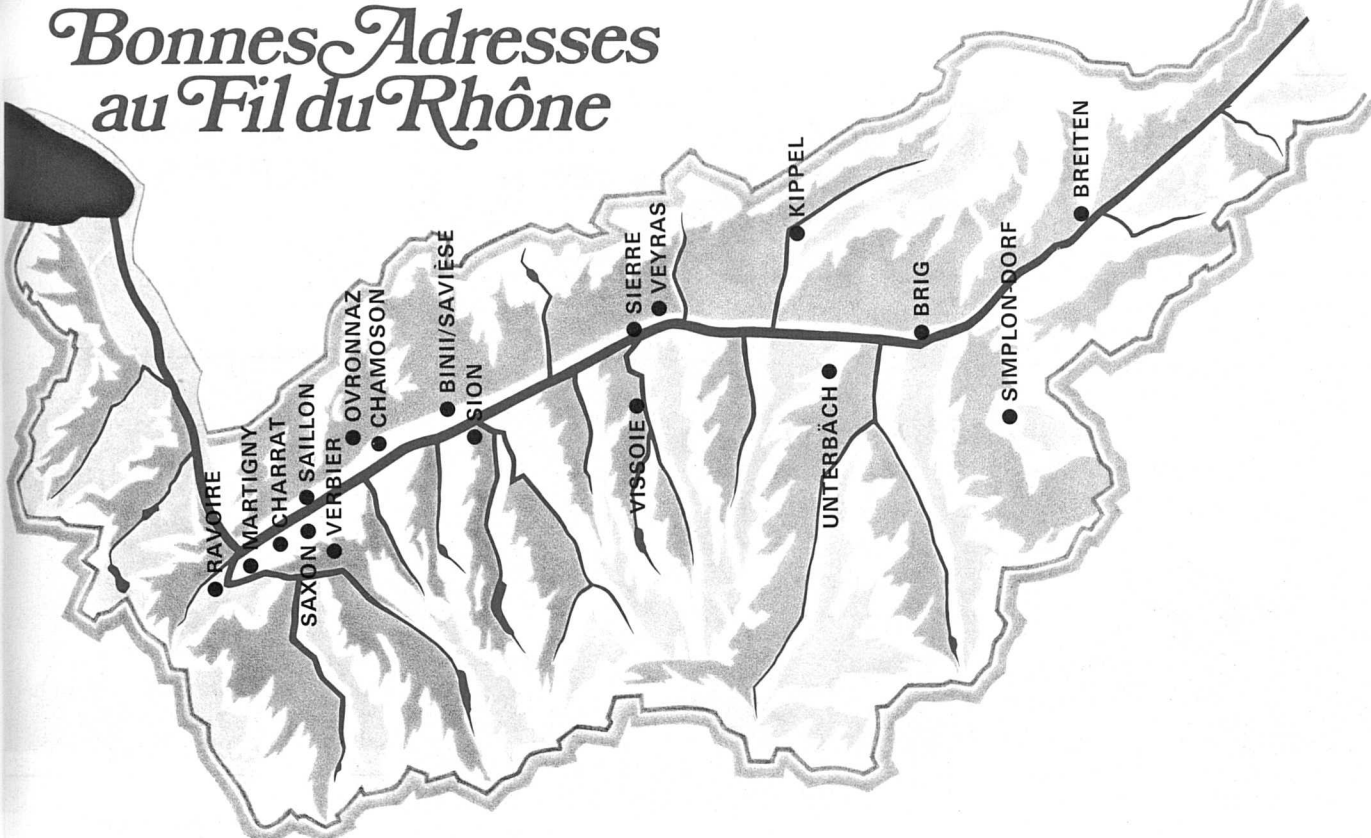 Bonnes Adresses
au Fil du Rhône
RAVOIRE
MARTIGNY
CHARRAT
SAXON
SAILLON
VERBIER
OVRONNAZ
CHAMOSON
BINII/SAVIÈSE
SION
SIERRE
VEYRAS
VISSOIE
KIPPEL
UNTERBÄCH
BRIG
SIMPLON-DORF
BREITEN